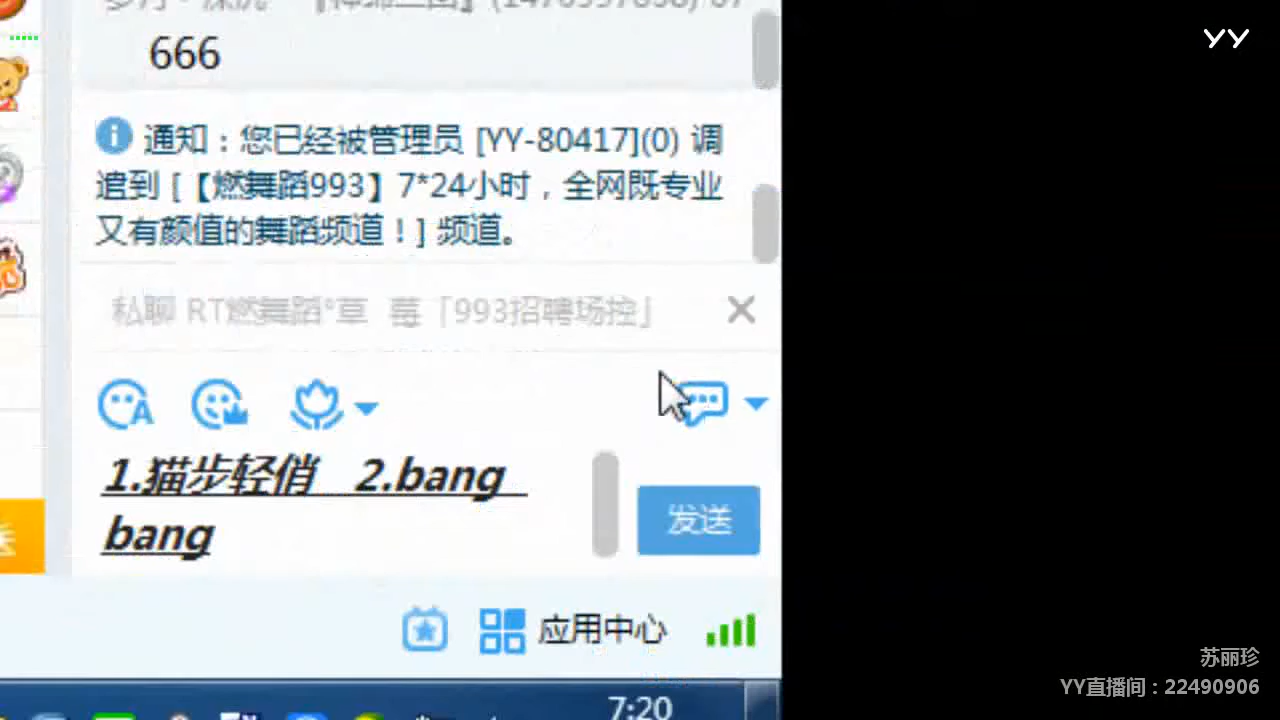 YY
666
通知：您已经被管理员 [YY-80417](0) 调
遣到 [【燃舞蹈993】7*24小时，全网既专业
又有颜值的舞蹈频道！] 频道。
私聊 RT燃舞蹈°草 莓「993招聘场控」
1.猫步轻俏 2.bang
bang
发送
应用中心
苏丽珍
YY直播间：22490906
7:20